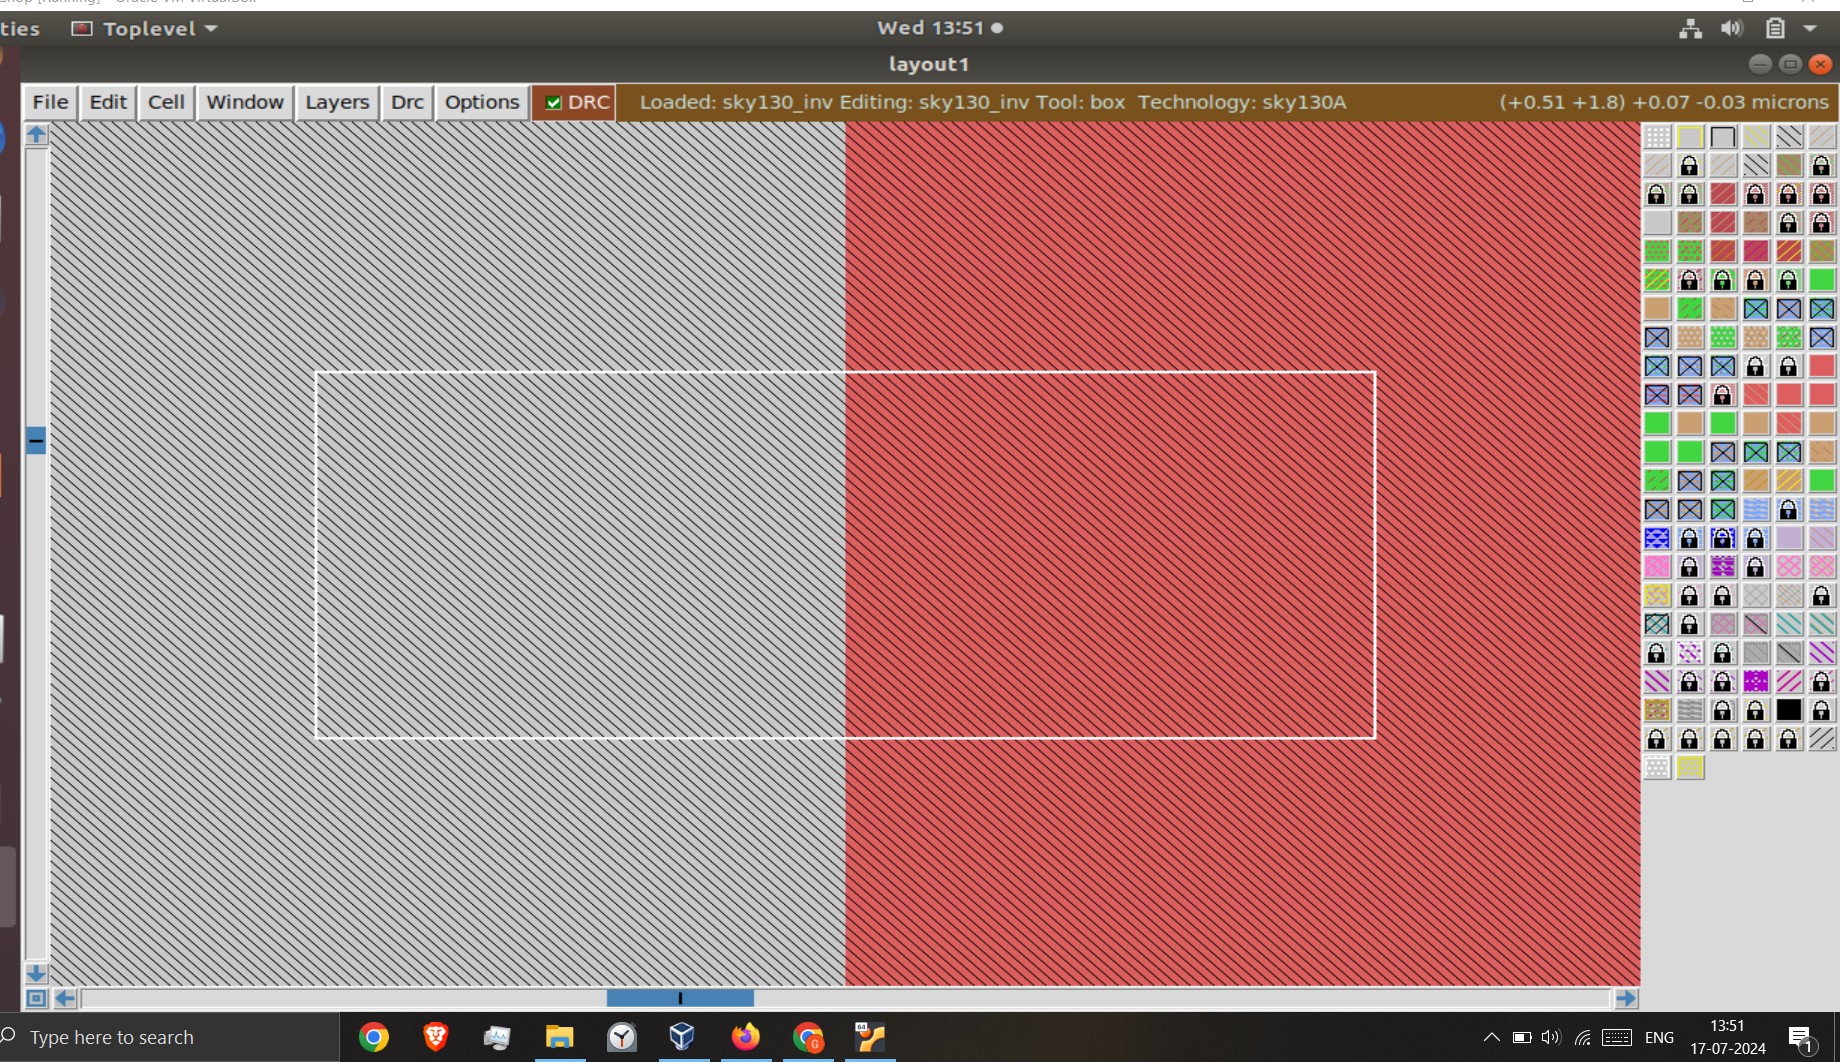 ties Toplevel Wed 13:51
layout1
File Edit Cell Window Layers Drc Options DRC Loaded: sky130_inv Editing: sky130_inv Tool: box Technology: sky130A (+0.51 +1.8) +0.07 -0.03 microns
Type here to search
64
G
ENG
13:51
17-07-2024
1